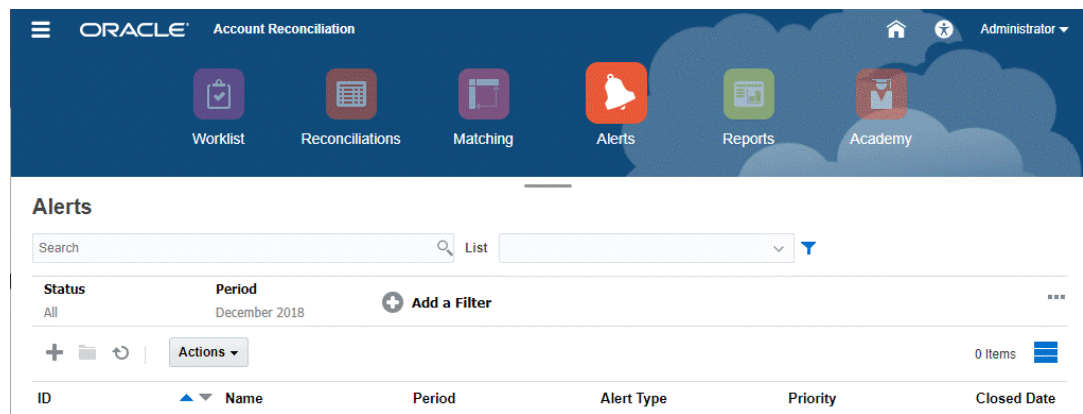 ORACLE® Account Reconciliation Administrator
Worklist Reconciliations Matching Alerts Reports Academy
Alerts
Search List
Status Period Add a Filter
All December 2018
Actions 0 Items
ID Name Period Alert Type Priority Closed Date